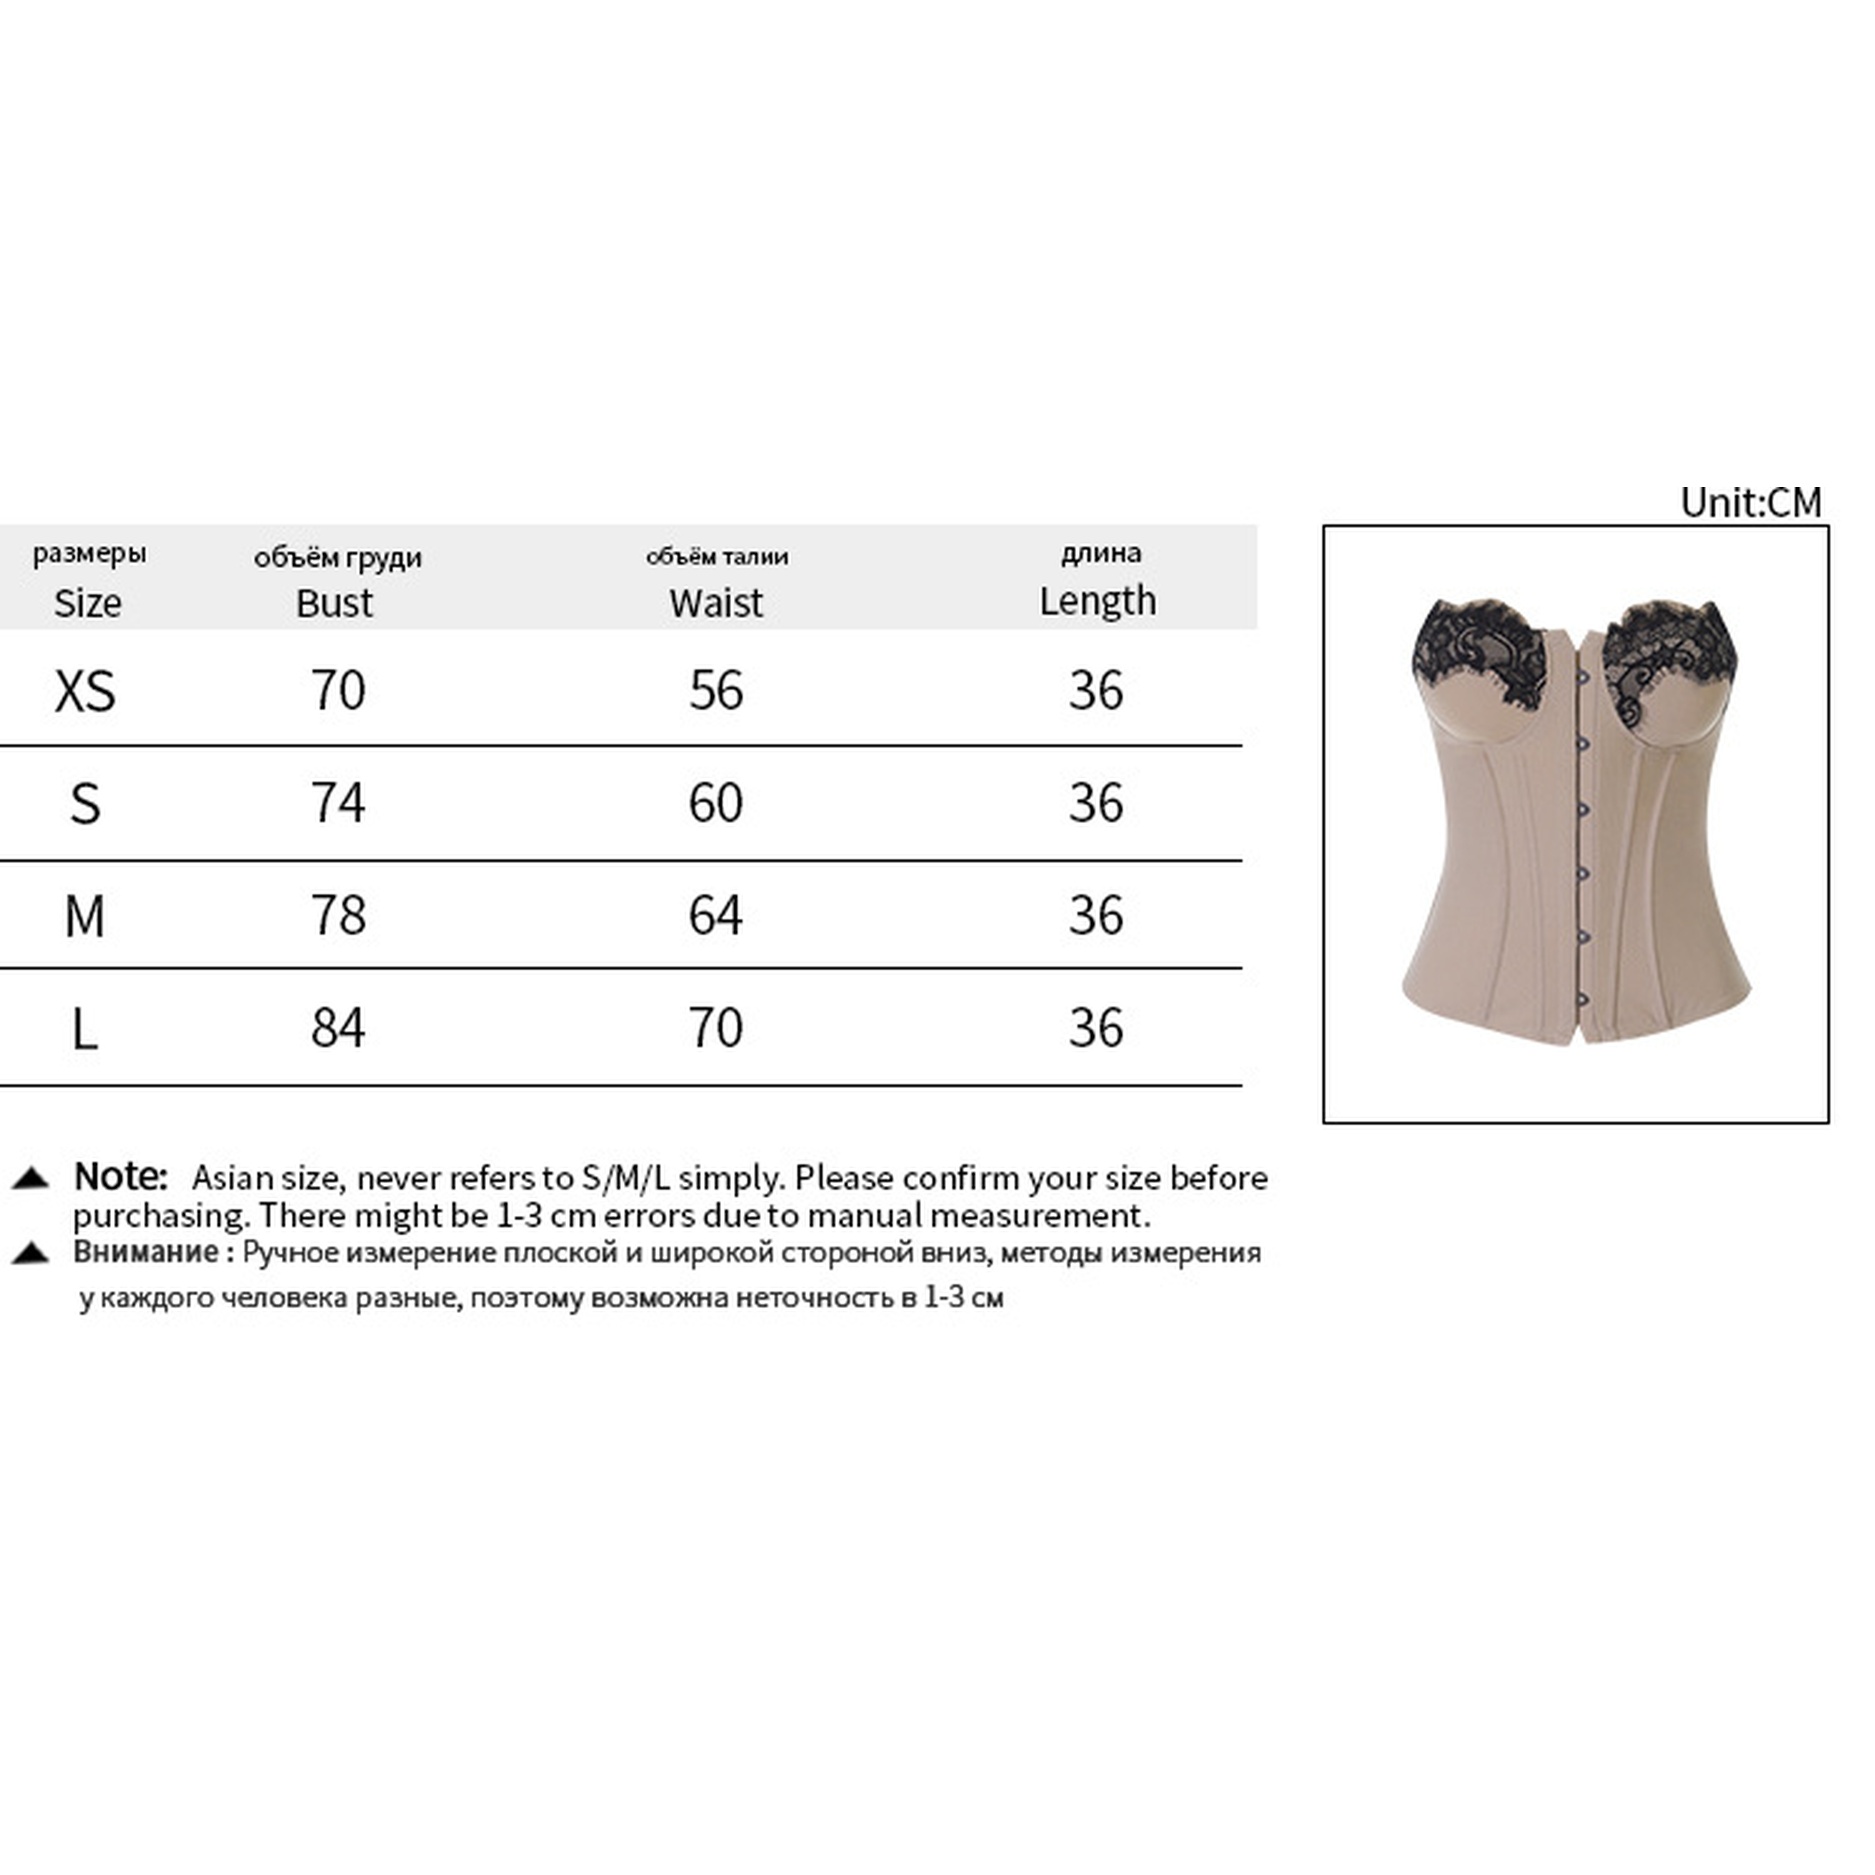 Unit:CM
размеры объём груди объём талии длина
Size Bust Waist Length
XS 70 56 36
S 74 60 36
M 78 64 36
L 84 70 36
Note: Asian size, never refers to S/M/L simply. Please confirm your size before
purchasing. There might be 1-3 cm errors due to manual measurement.
Внимание : Ручное измерение плоской и широкой стороной вниз, методы измерения
у каждого человека разные, поэтому возможна неточность в 1-3 см